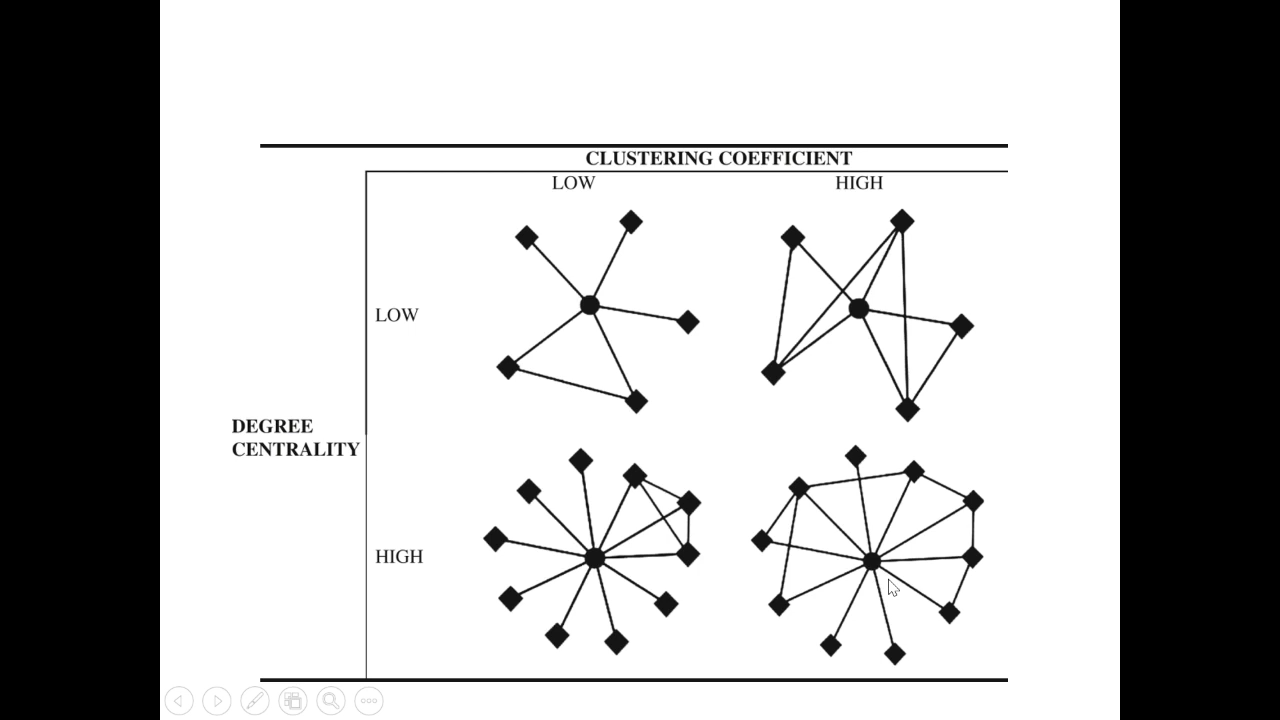 CLUSTERING COEFFICIENT
LOW HIGH
LOW
DEGREE
CENTRALITY
HIGH